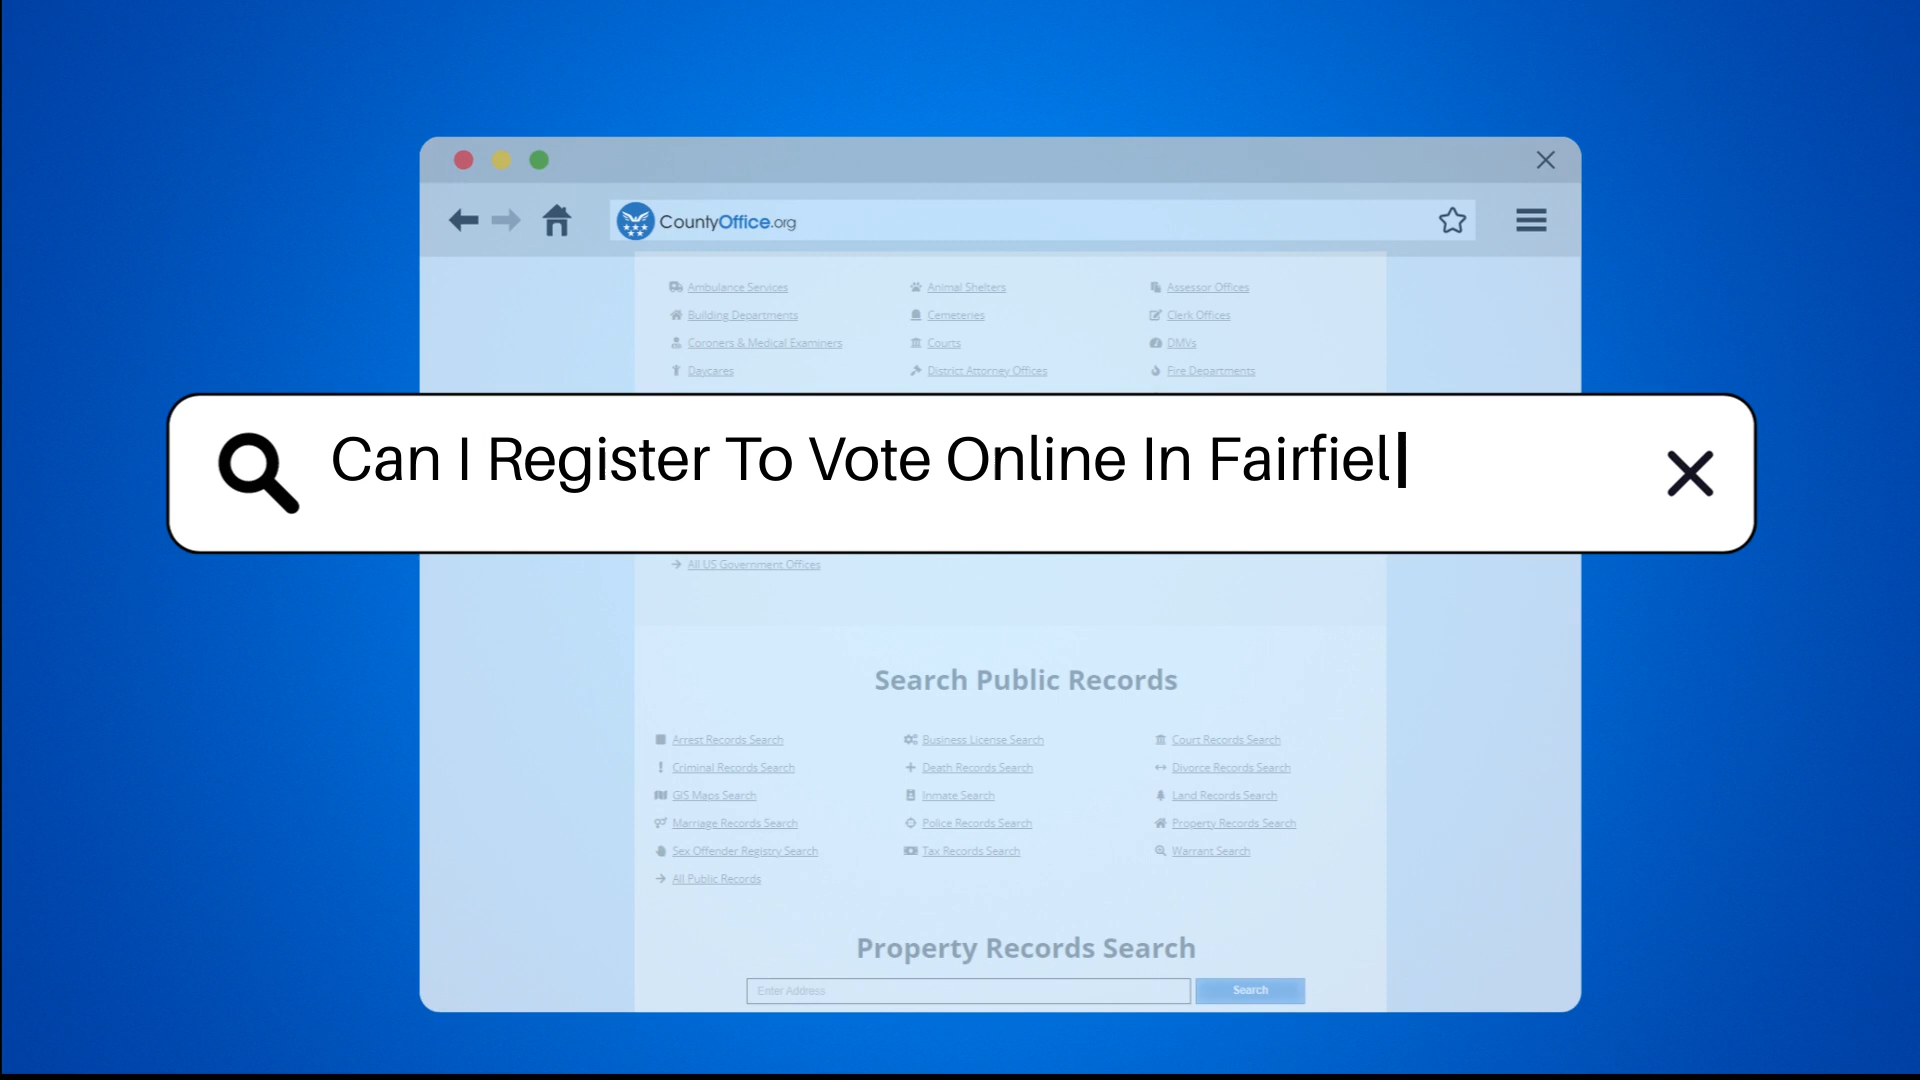 CountyOffice.org
Ambulance Services Animal Shelters Assessor Offices
Building Departments Cemeteries Clerk Offices
Coroners & Medical Examiners Courts DMVs
Daycares District Attorney Offices Fire Departments
Can I Register To Vote Online In Fairfiel
All US Government Offices
Search Public Records
Arrest Records Search Business License Search Court Records Search
Criminal Records Search Death Records Search Divorce Records Search
GIS Maps Search Inmate Search Land Records Search
Marriage Records Search Police Records Search Property Records Search
Sex Offender Registry Search Tax Records Search Warrant Search
All Public Records
Property Records Search
Enter Address Search